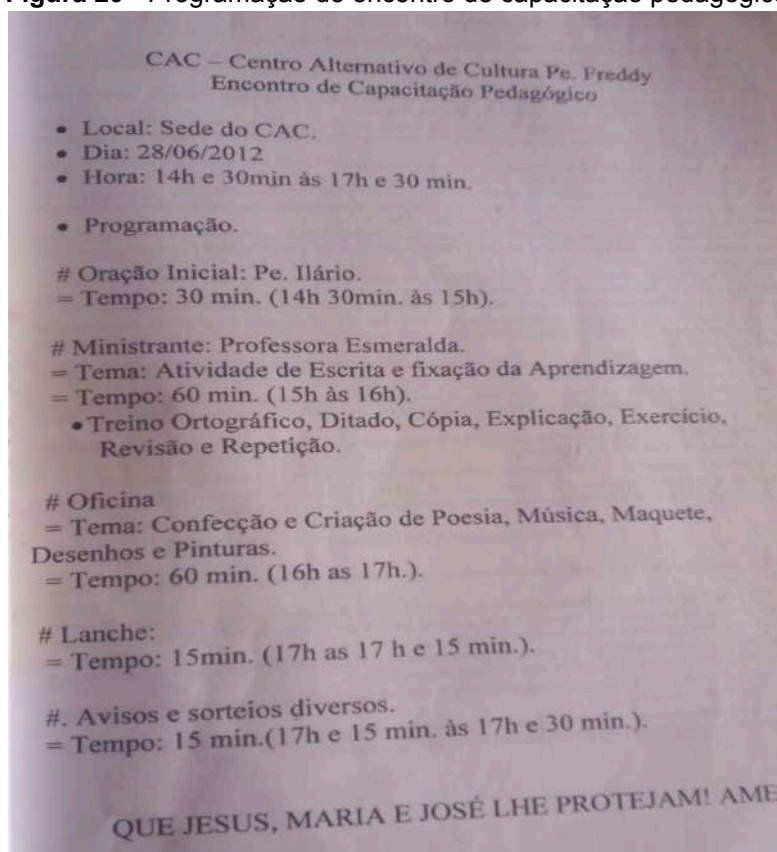 Figura 20 - Programação do encontro de capacitação pedagógic
CAC – Centro Alternativo de Cultura Pe. Freddy
Encontro de Capacitação Pedagógico
• Local: Sede do CAC.
• Dia: 28/06/2012
• Hora: 14h e 30min às 17h e 30 min.
• Programação.
# Oração Inicial: Pe. Ilário.
= Tempo: 30 min. (14h 30min. às 15h).
# Ministrante: Professora Esmeralda.
= Tema: Atividade de Escrita e fixação da Aprendizagem.
= Tempo: 60 min. (15h às 16h).
• Treino Ortográfico, Ditado, Cópia, Explicação, Exercício,
Revisão e Repetição.
# Oficina
= Tema: Confecção e Criação de Poesia, Música, Maquete,
Desenhos e Pinturas.
= Tempo: 60 min. (16h as 17h.).
# Lanche:
= Tempo: 15min. (17h as 17 h e 15 min.).
#. Avisos e sorteios diversos.
= Tempo: 15 min.(17h e 15 min. às 17h e 30 min.).
QUE JESUS, MARIA E JOSÉ LHE PROTEJAM! AME